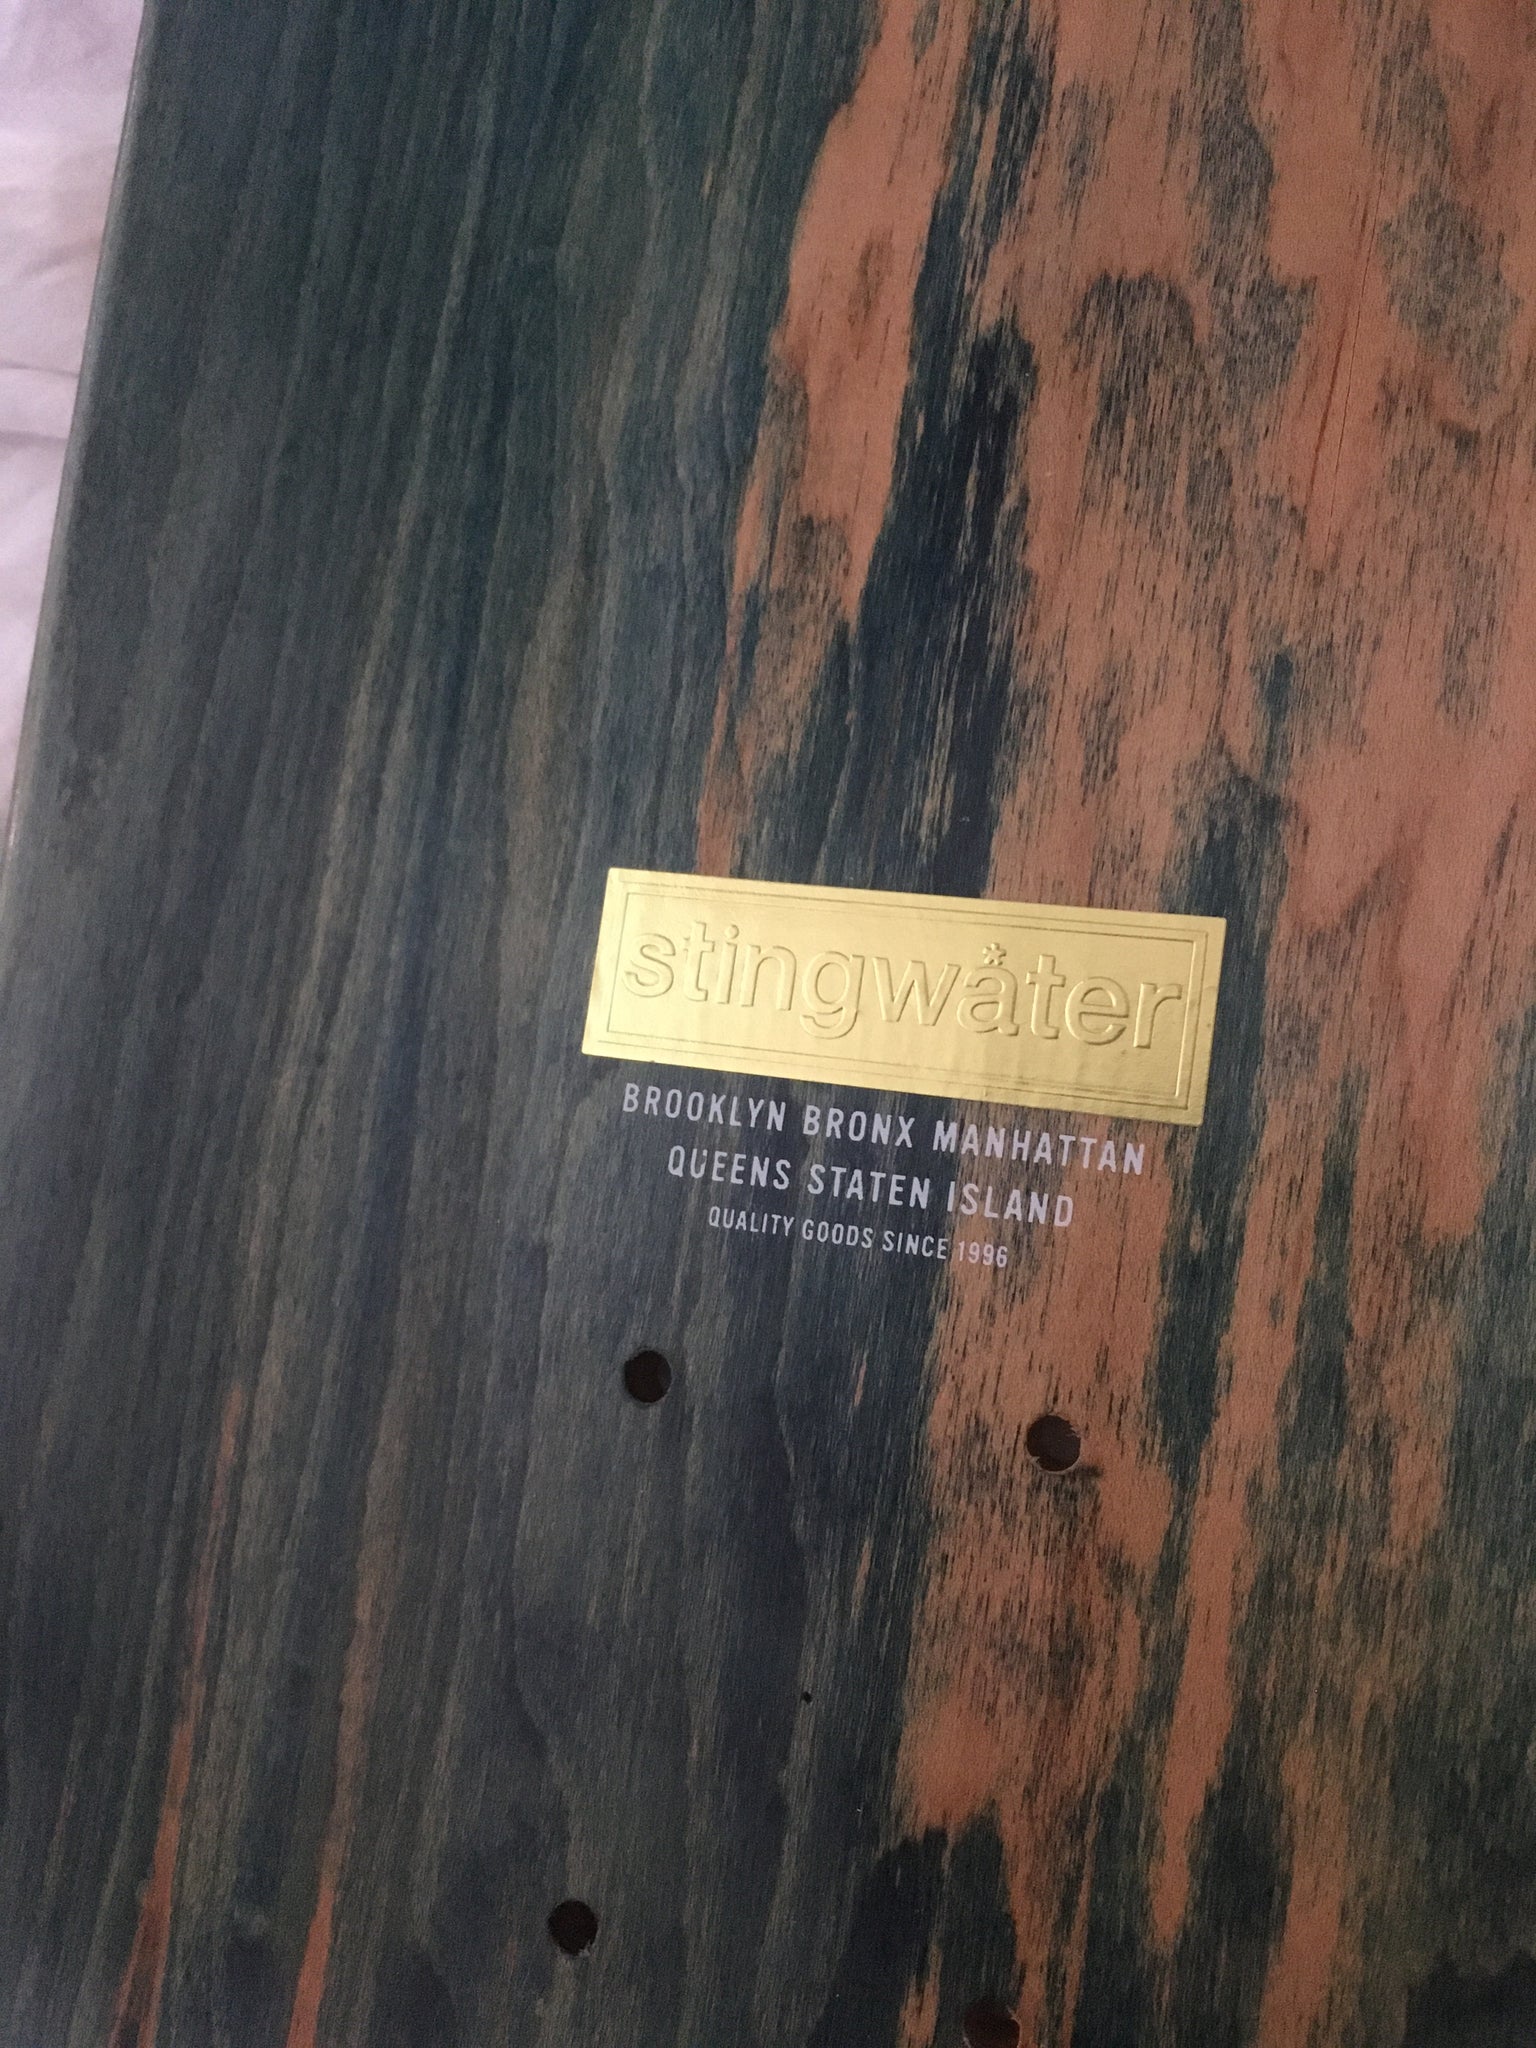 stingwåter
BROOKLYN BRONX MANHATTAN
QUEENS STATEN ISLAND
QUALITY GOODS SINCE 1996